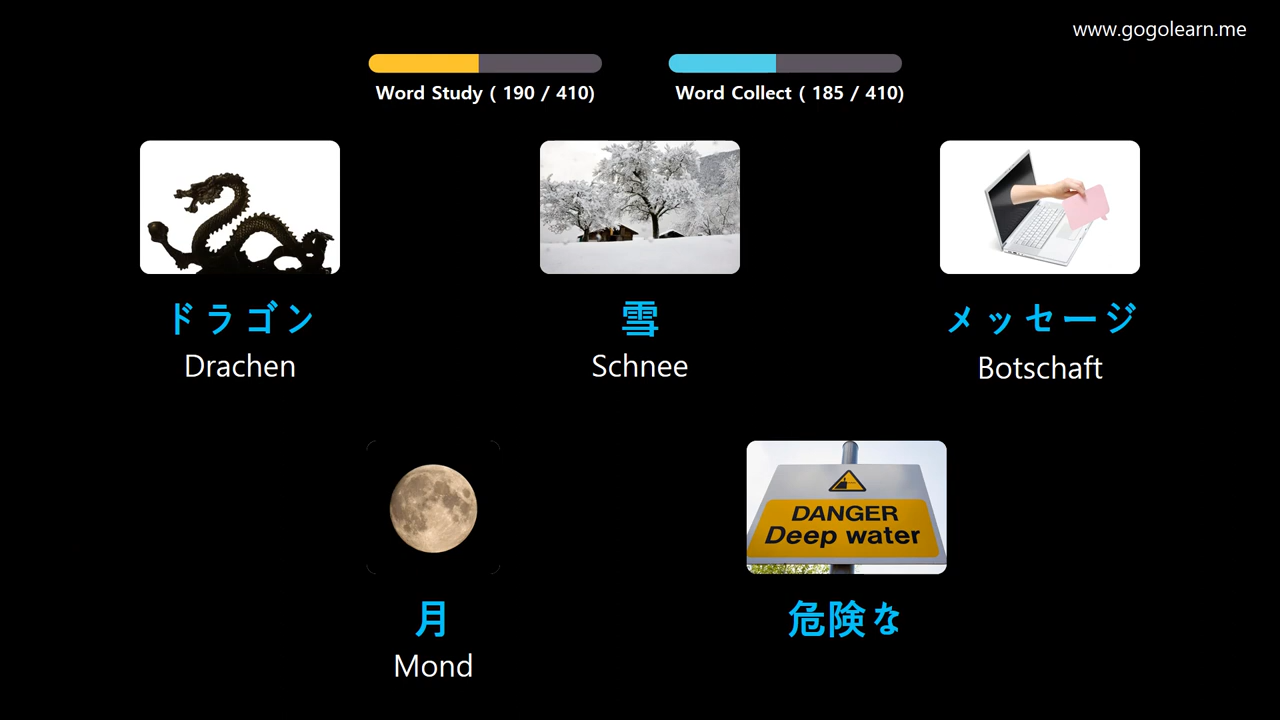 www.gogolearn.me
Word Study ( 190 / 410)
Word Collect ( 185 / 410)
ドラゴン
Drachen
雪
Schnee
メッセージ
Botschaft
月
Mond
DANGER
Deep water
危険な